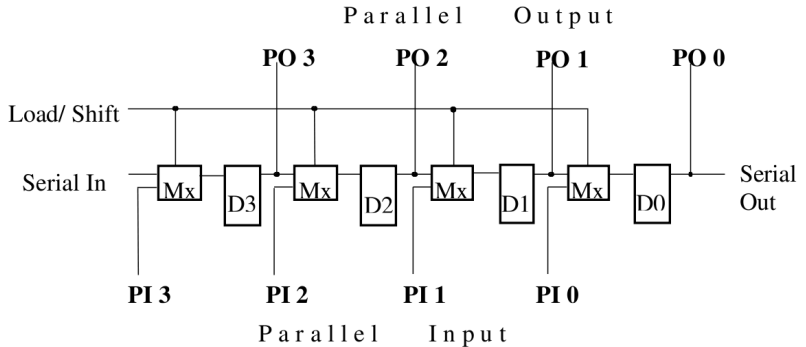 Parallel Output
PO 3 PO 2 PO 1 PO 0
Load/ Shift
Serial In Mx D3 Mx D2 Mx D1 Mx D0 Serial Out
PI 3 PI 2 PI 1 PI 0
Parallel Input